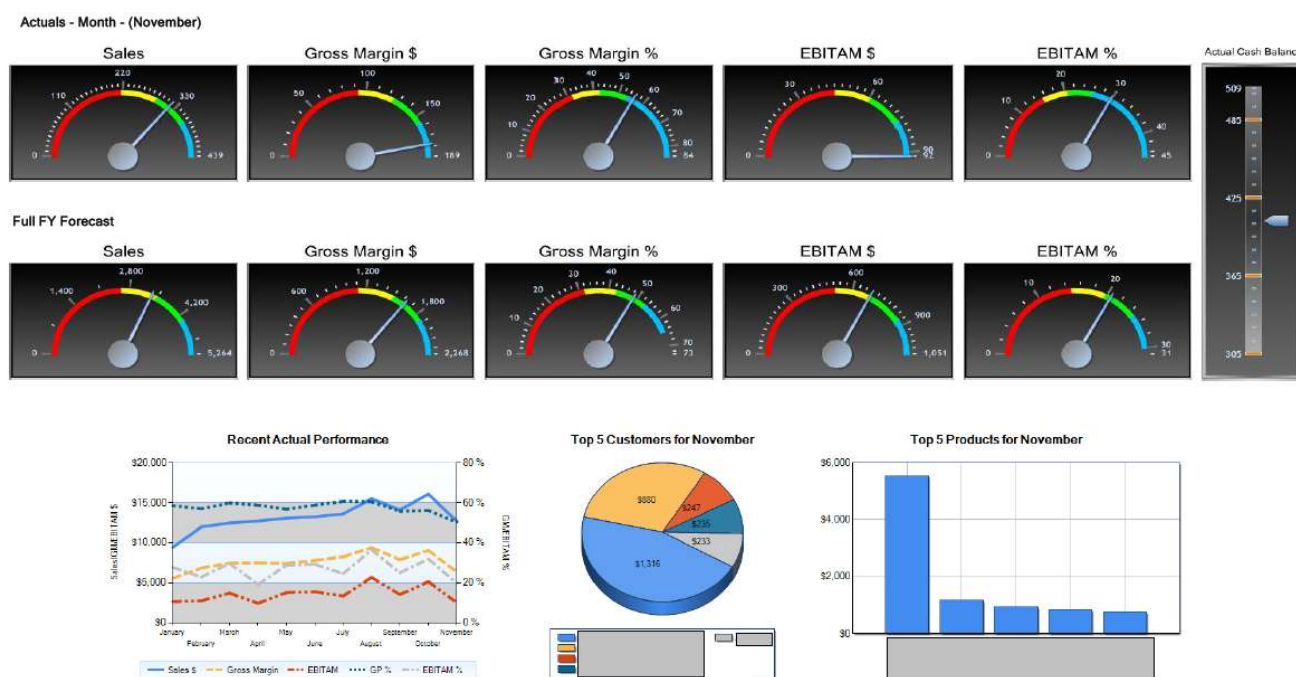 Actuals - Month - (November)
Sales
Gross Margin $
Gross Margin %
EBITAM $
EBITAM %
Actual Cash Balanc
0 110 220 330 439
0 50 100 150 189
0 10 20 30 40 50 60 70 80 84
0 30 60 90 92
0 10 20 30 40 45
509
485
425
365
305
Full FY Forecast
Sales
Gross Margin $
Gross Margin %
EBITAM $
EBITAM %
0 1,400 2,800 4,200 5,264
0 600 1,200 1,800 2,268
0 10 20 30 40 50 60 70 73
0 300 600 900 1,051
0 10 20 30 31
Recent Actual Performance
$20,000
$15,000
$10,000
$5,000
$0
80 %
60 %
40 %
20 %
0 %
Sales/GM/EBITAM $
GM/EBITAM %
January February March April May June July August September October November
Sales $ Gross Margin EBITAM GP % EBITAM %
Top 5 Customers for November
$880
$247
$235
$233
$1,316
Top 5 Products for November
$6,000
$4,000
$2,000
$0